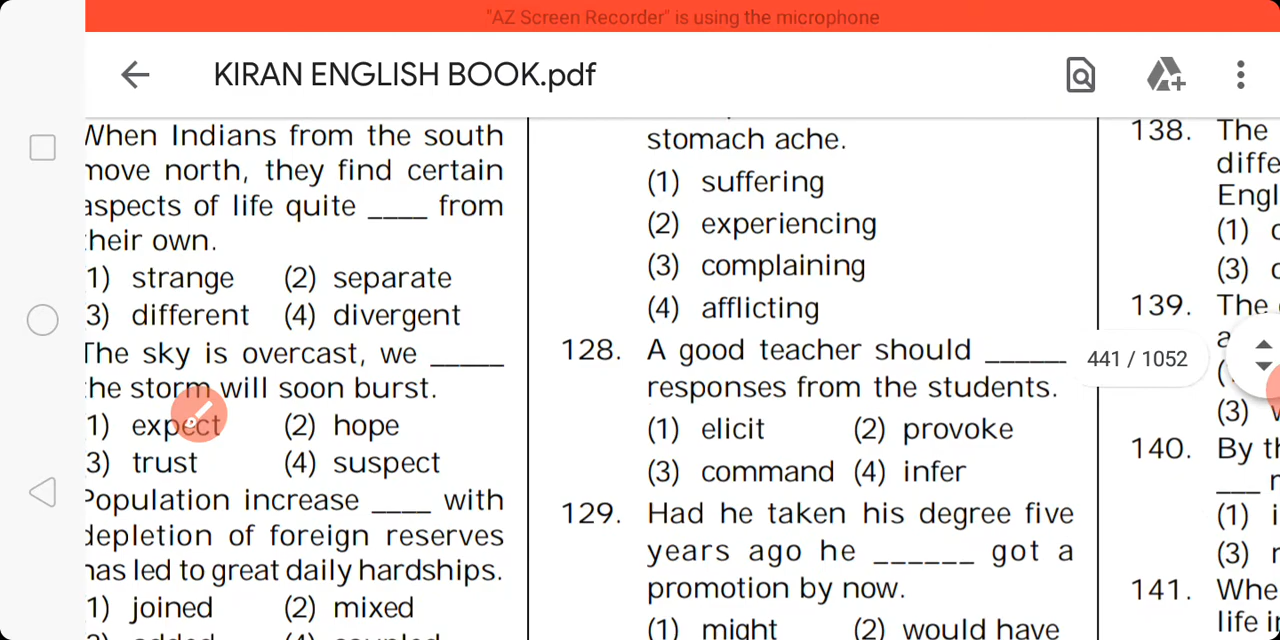 "AZ Screen Recorder" is using the microphone
KIRAN ENGLISH BOOK.pdf
When Indians from the south
move north, they find certain
aspects of life quite ____ from
their own.
1) strange (2) separate
3) different (4) divergent
The sky is overcast, we _____
the storm will soon burst.
1) expect (2) hope
3) trust (4) suspect
Population increase ____ with
depletion of foreign reserves
has led to great daily hardships.
1) joined (2) mixed
stomach ache.
(1) suffering
(2) experiencing
(3) complaining
(4) afflicting
128. A good teacher should ______
responses from the students.
(1) elicit (2) provoke
(3) command (4) infer
129. Had he taken his degree five
years ago he ______ got a
promotion by now.
(1) might (2) would have
441 / 1052
138. The
diffe
Engl
(1)
(3)
139. The
(3)
140. By th
____
(1) i
(3)
141. Whe
life i